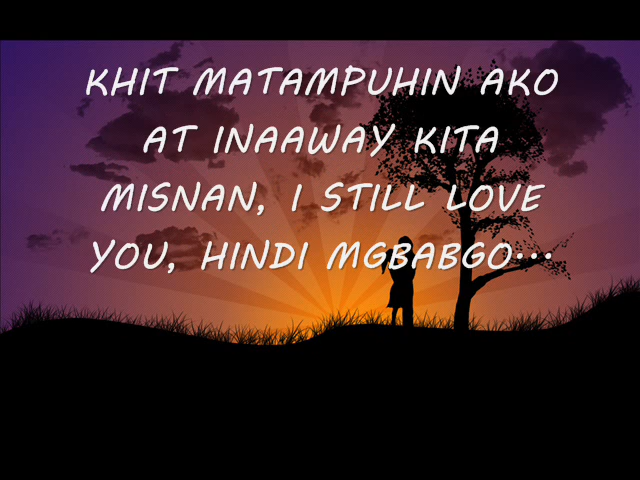 KHIT MATAMPUHIN AKO
AT INAAWAY KITA
MISNAN, I STILL LOVE
YOU, HINDI MGBABGO...